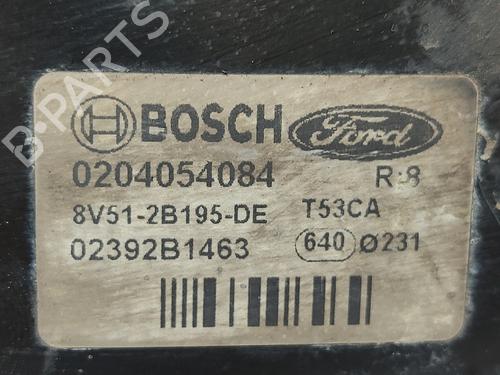 B-PARTS
BOSCH Ford
0204054084 R:8
8V51-2B195-DE T53CA
02392B1463 640 Ø231